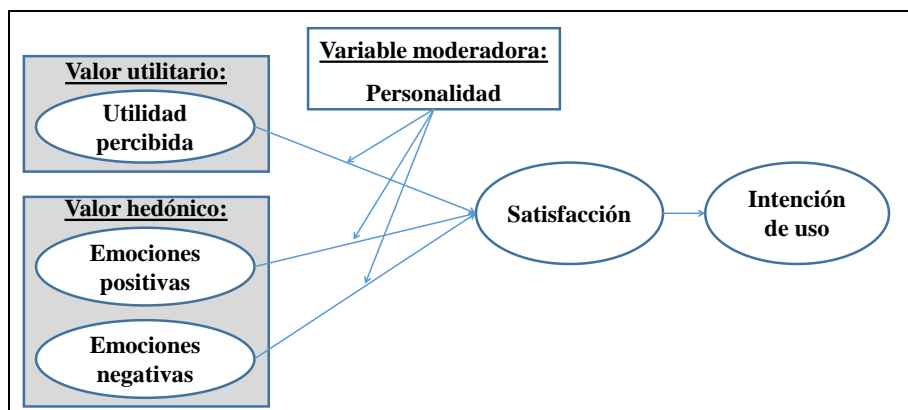 Valor utilitario:
Utilidad
percibida
Variable moderadora:
Personalidad
Valor hedónico:
Emociones
positivas
Emociones
negativas
Satisfacción
Intención
de uso